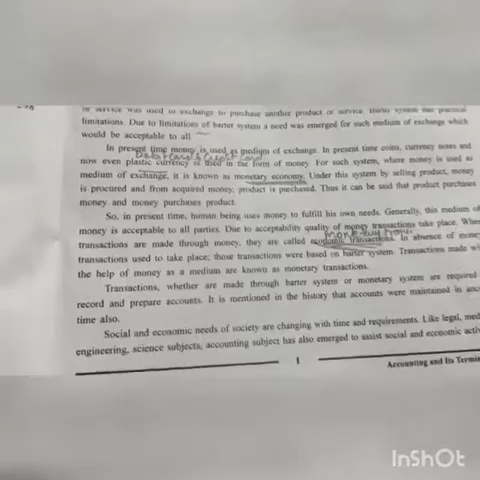 or service was used to exchange to purchase another product or service. Barter system had practical
limitations. Due to limitations of barter system a need was emerged for such medium of exchange which
would be acceptable to all
In present time money is used as medium of exchange. In present time coins, currency notes and
Debit Card & Credit Card
now even plastic currency is used in the form of money. For such system, where money is used as
medium of exchange, it is known as monetary economy. Under this system by selling product, money
is procured and from acquired money, product is purchased. Thus it can be said that product purchases
money and money purchases product.
So, in present time, human being uses money to fulfill his own needs. Generally, this medium of
money is acceptable to all parties. Due to acceptability quality of money transactions take place. When
transactions are made through money, they are called economic transactions. In absence of money
transactions used to take place; those transactions were based on barter system. Transactions made wi
the help of money as a medium are known as monetary transactions.
Transactions, whether are made through barter system or monetary system are required
record and prepare accounts. It is mentioned in the history that accounts were maintained in anc
time also.
Social and economic needs of society are changing with time and requirements. Like legal, med
engineering, science subjects, accounting subject has also emerged to assist social and economic activ
1
Accounting and Its Termin
InShOt